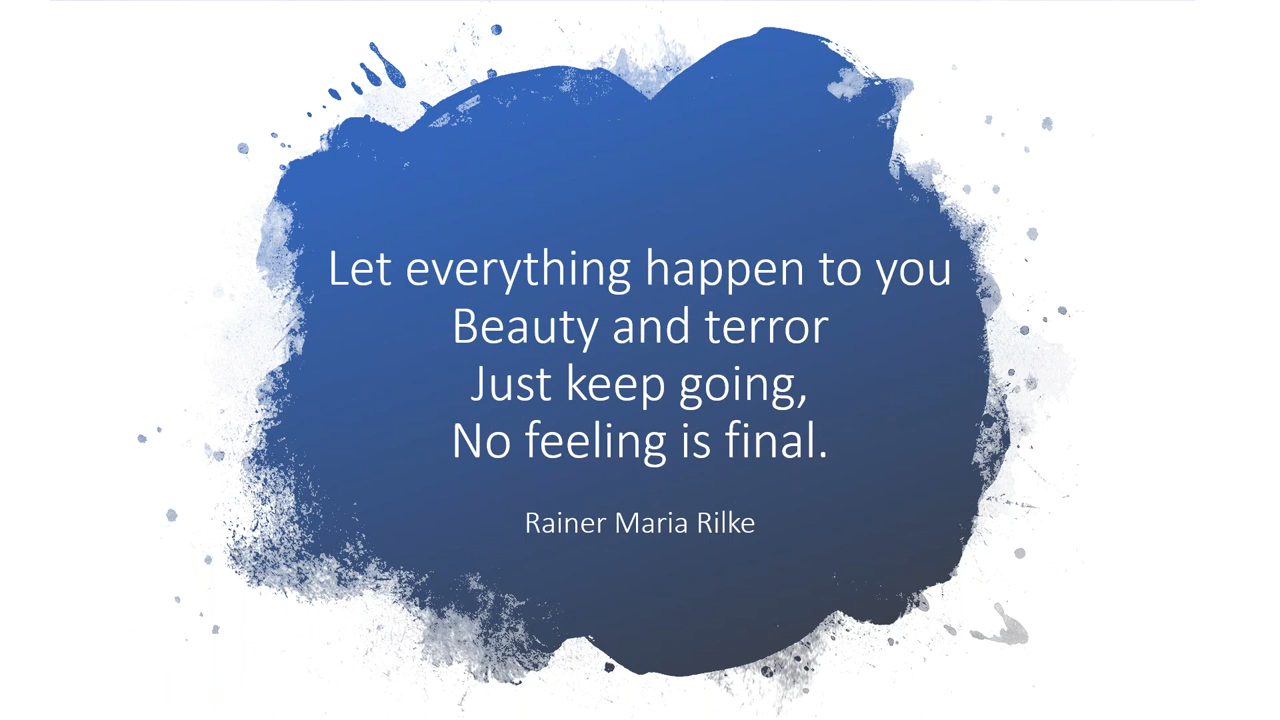 Let everything happen to you
Beauty and terror
Just keep going,
No feeling is final.
Rainer Maria Rilke